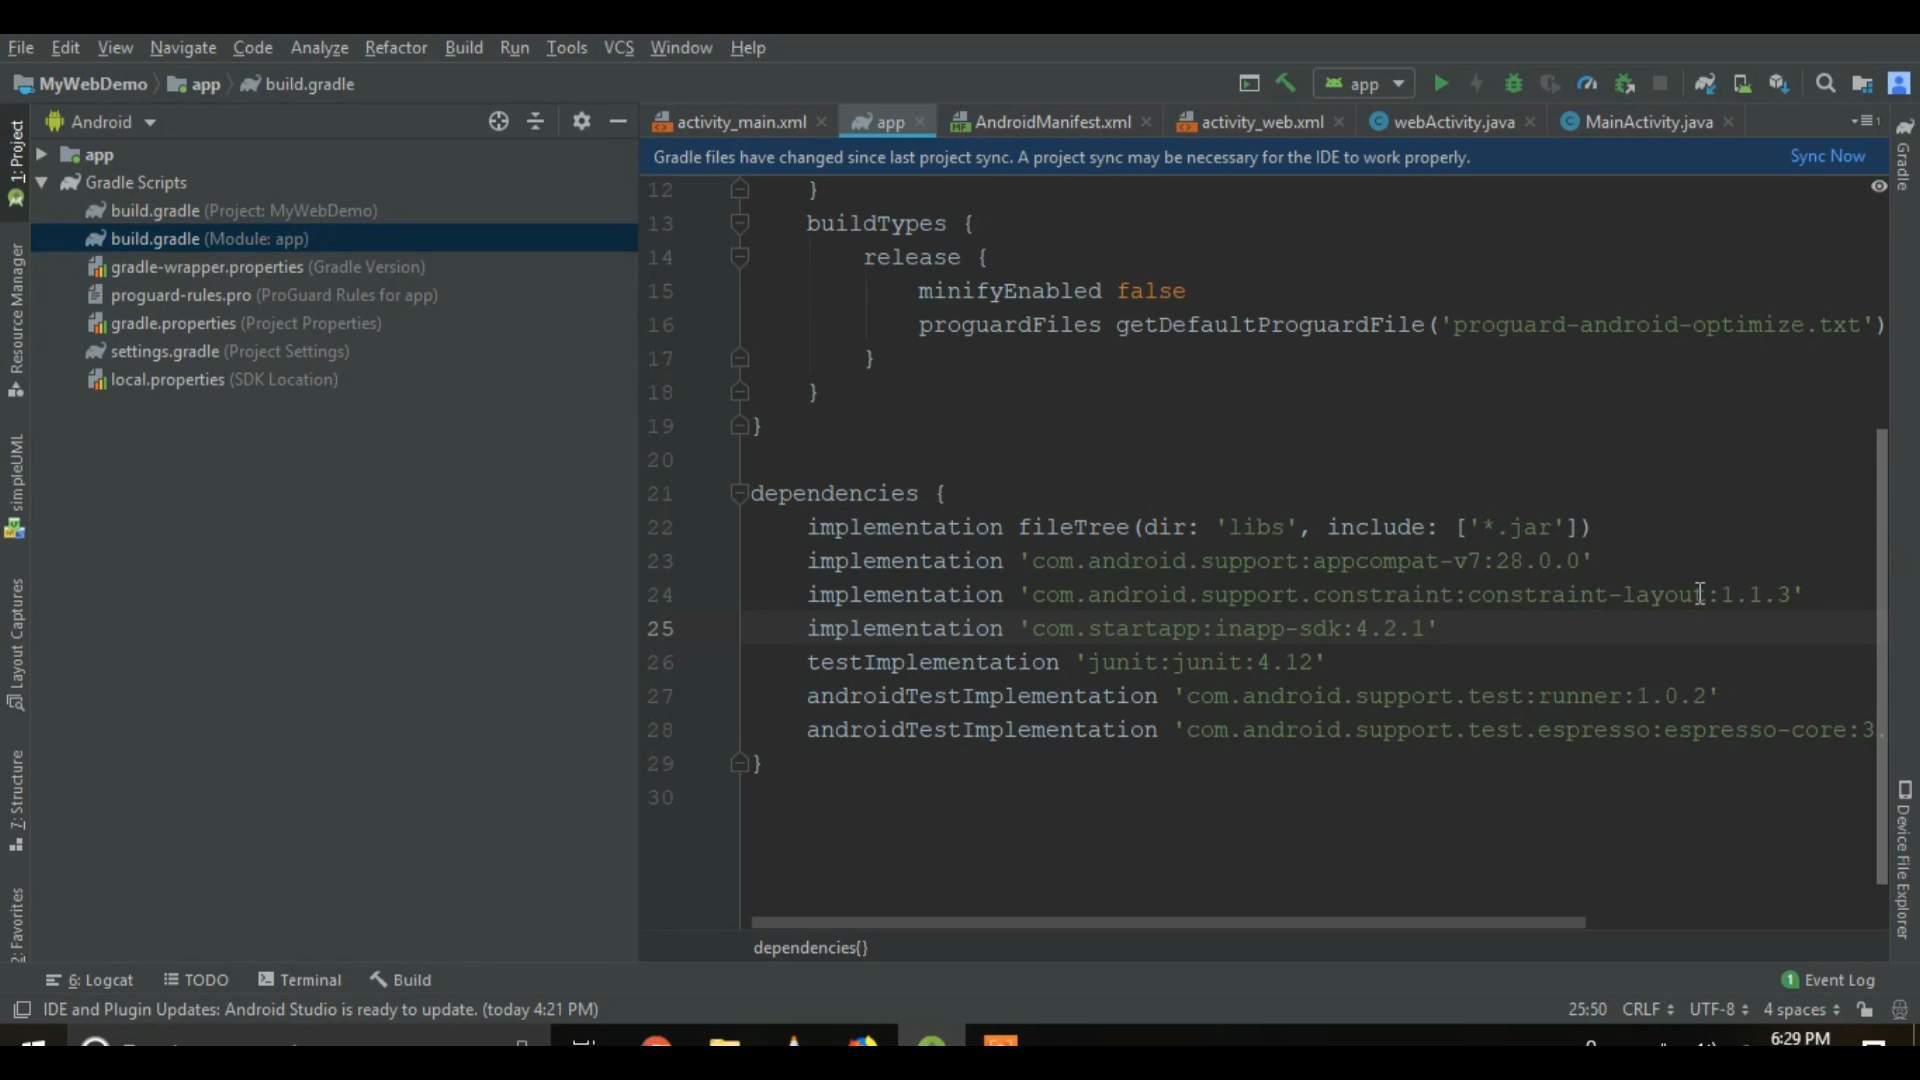 File Edit View Navigate Code Analyze Refactor Build Run Tools VCS Window Help
MyWebDemo app build.gradle
app
Android
activity_main.xml app AndroidManifest.xml activity_web.xml webActivity.java MainActivity.java
Gradle files have changed since last project sync. A project sync may be necessary for the IDE to work properly. Sync Now
app
Gradle Scripts
build.gradle (Project: MyWebDemo)
build.gradle (Module: app)
gradle-wrapper.properties (Gradle Version)
proguard-rules.pro (ProGuard Rules for app)
gradle.properties (Project Properties)
settings.gradle (Project Settings)
local.properties (SDK Location)
1: Project
Resource Manager
simpleUML
Layout Captures
7: Structure
2: Favorites
12 }
13 buildTypes {
14 release {
15 minifyEnabled false
16 proguardFiles getDefaultProguardFile('proguard-android-optimize.txt')
17 }
18 }
19 }
20
21 dependencies {
22 implementation fileTree(dir: 'libs', include: ['*.jar'])
23 implementation 'com.android.support:appcompat-v7:28.0.0'
24 implementation 'com.android.support.constraint:constraint-layout:1.1.3'
25 implementation 'com.startapp:inapp-sdk:4.2.1'
26 testImplementation 'junit:junit:4.12'
27 androidTestImplementation 'com.android.support.test:runner:1.0.2'
28 androidTestImplementation 'com.android.support.test.espresso:espresso-core:3.
29 }
30
dependencies{}
Gradle
Device File Explorer
6: Logcat TODO Terminal Build 1 Event Log
IDE and Plugin Updates: Android Studio is ready to update. (today 4:21 PM) 25:50 CRLF UTF-8 4 spaces
6:29 PM